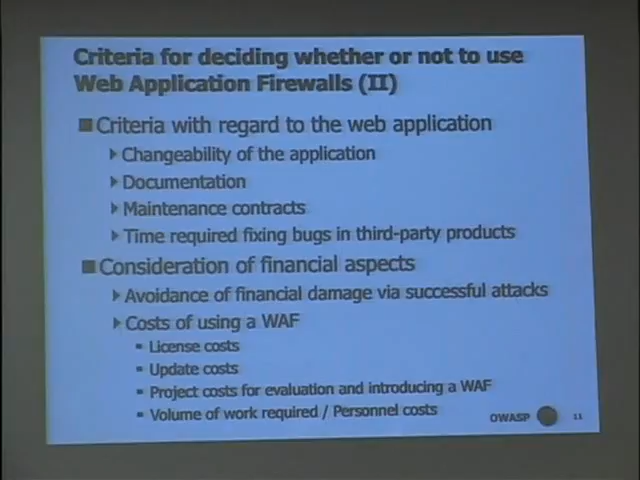 Criteria for deciding whether or not to use
Web Application Firewalls (II)
Criteria with regard to the web application
Changeability of the application
Documentation
Maintenance contracts
Time required fixing bugs in third-party products
Consideration of financial aspects
Avoidance of financial damage via successful attacks
Costs of using a WAF
License costs
Update costs
Project costs for evaluation and introducing a WAF
Volume of work required / Personnel costs
OWASP 11